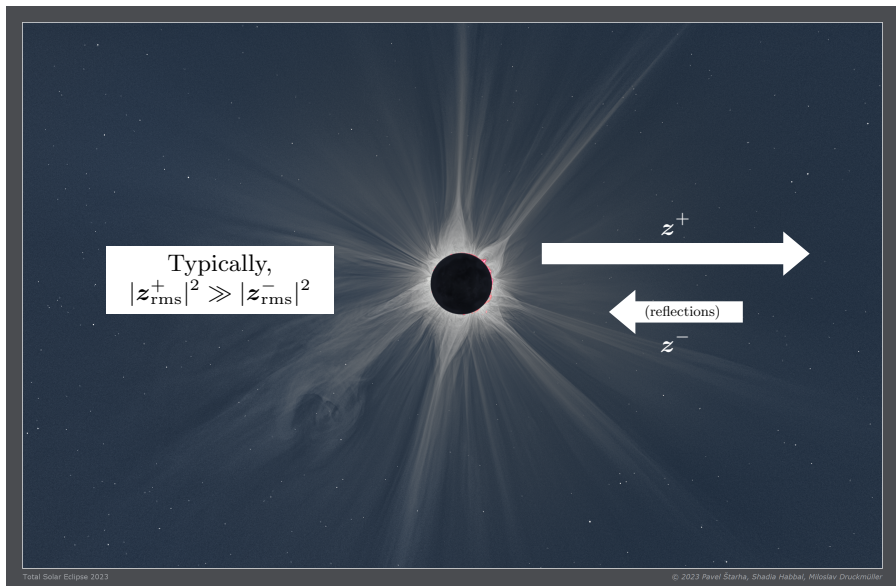 z⁺
Typically,
|z⁺rms|² ≫ |z⁻rms|²
(reflections)
z⁻
Total Solar Eclipse 2023
© 2023 Pavel Štarha, Shadia Habbal, Miloslav Druckmüller